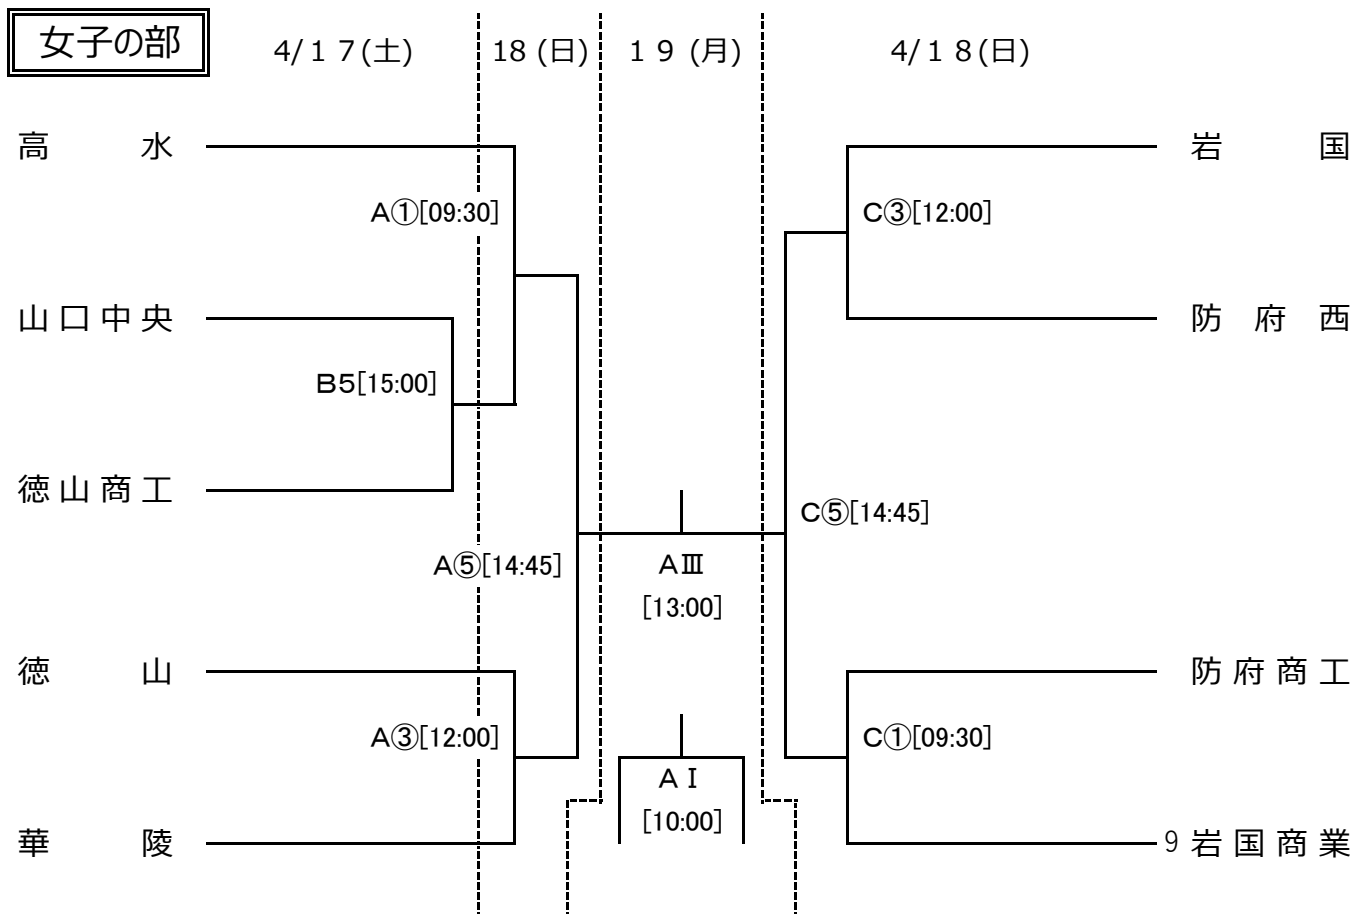 女子の部 4/１７(土) 18 (日) １９ (月) 4/１８(日)
高水 岩国
A①[09:30] C③[12:00]
山口中央 防府西
B5[15:00]
徳山商工
C⑤[14:45]
A⑤[14:45] AⅢ
[13:00]
徳山 防府商工
A③[12:00] C①[09:30]
AⅠ
[10:00]
華陵 9 岩国商業